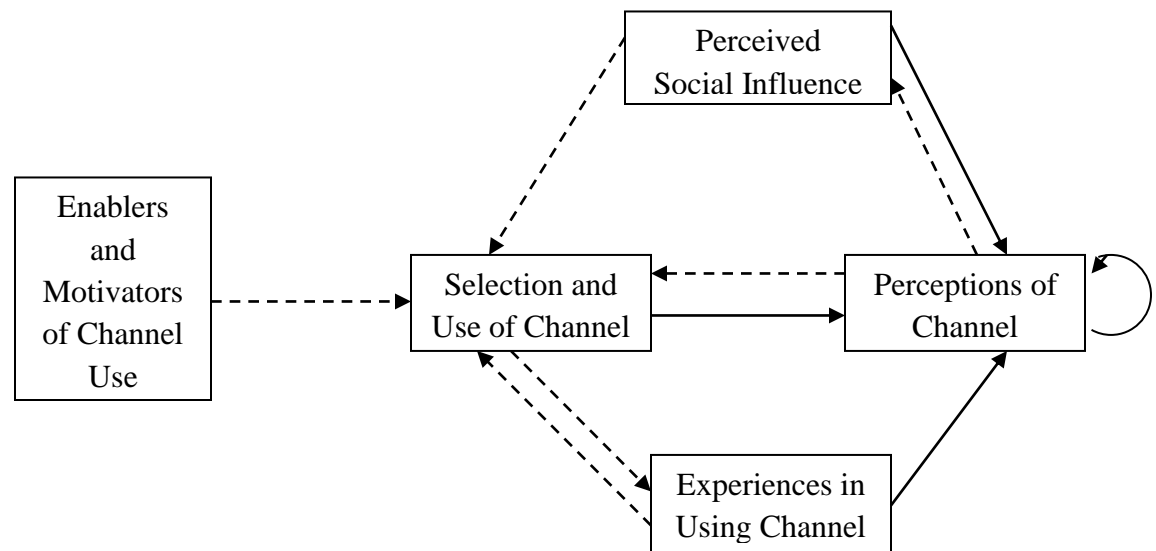 Perceived
Social Influence
Enablers
and
Motivators
of Channel
Use
Selection and
Use of Channel
Perceptions of
Channel
Experiences in
Using Channel